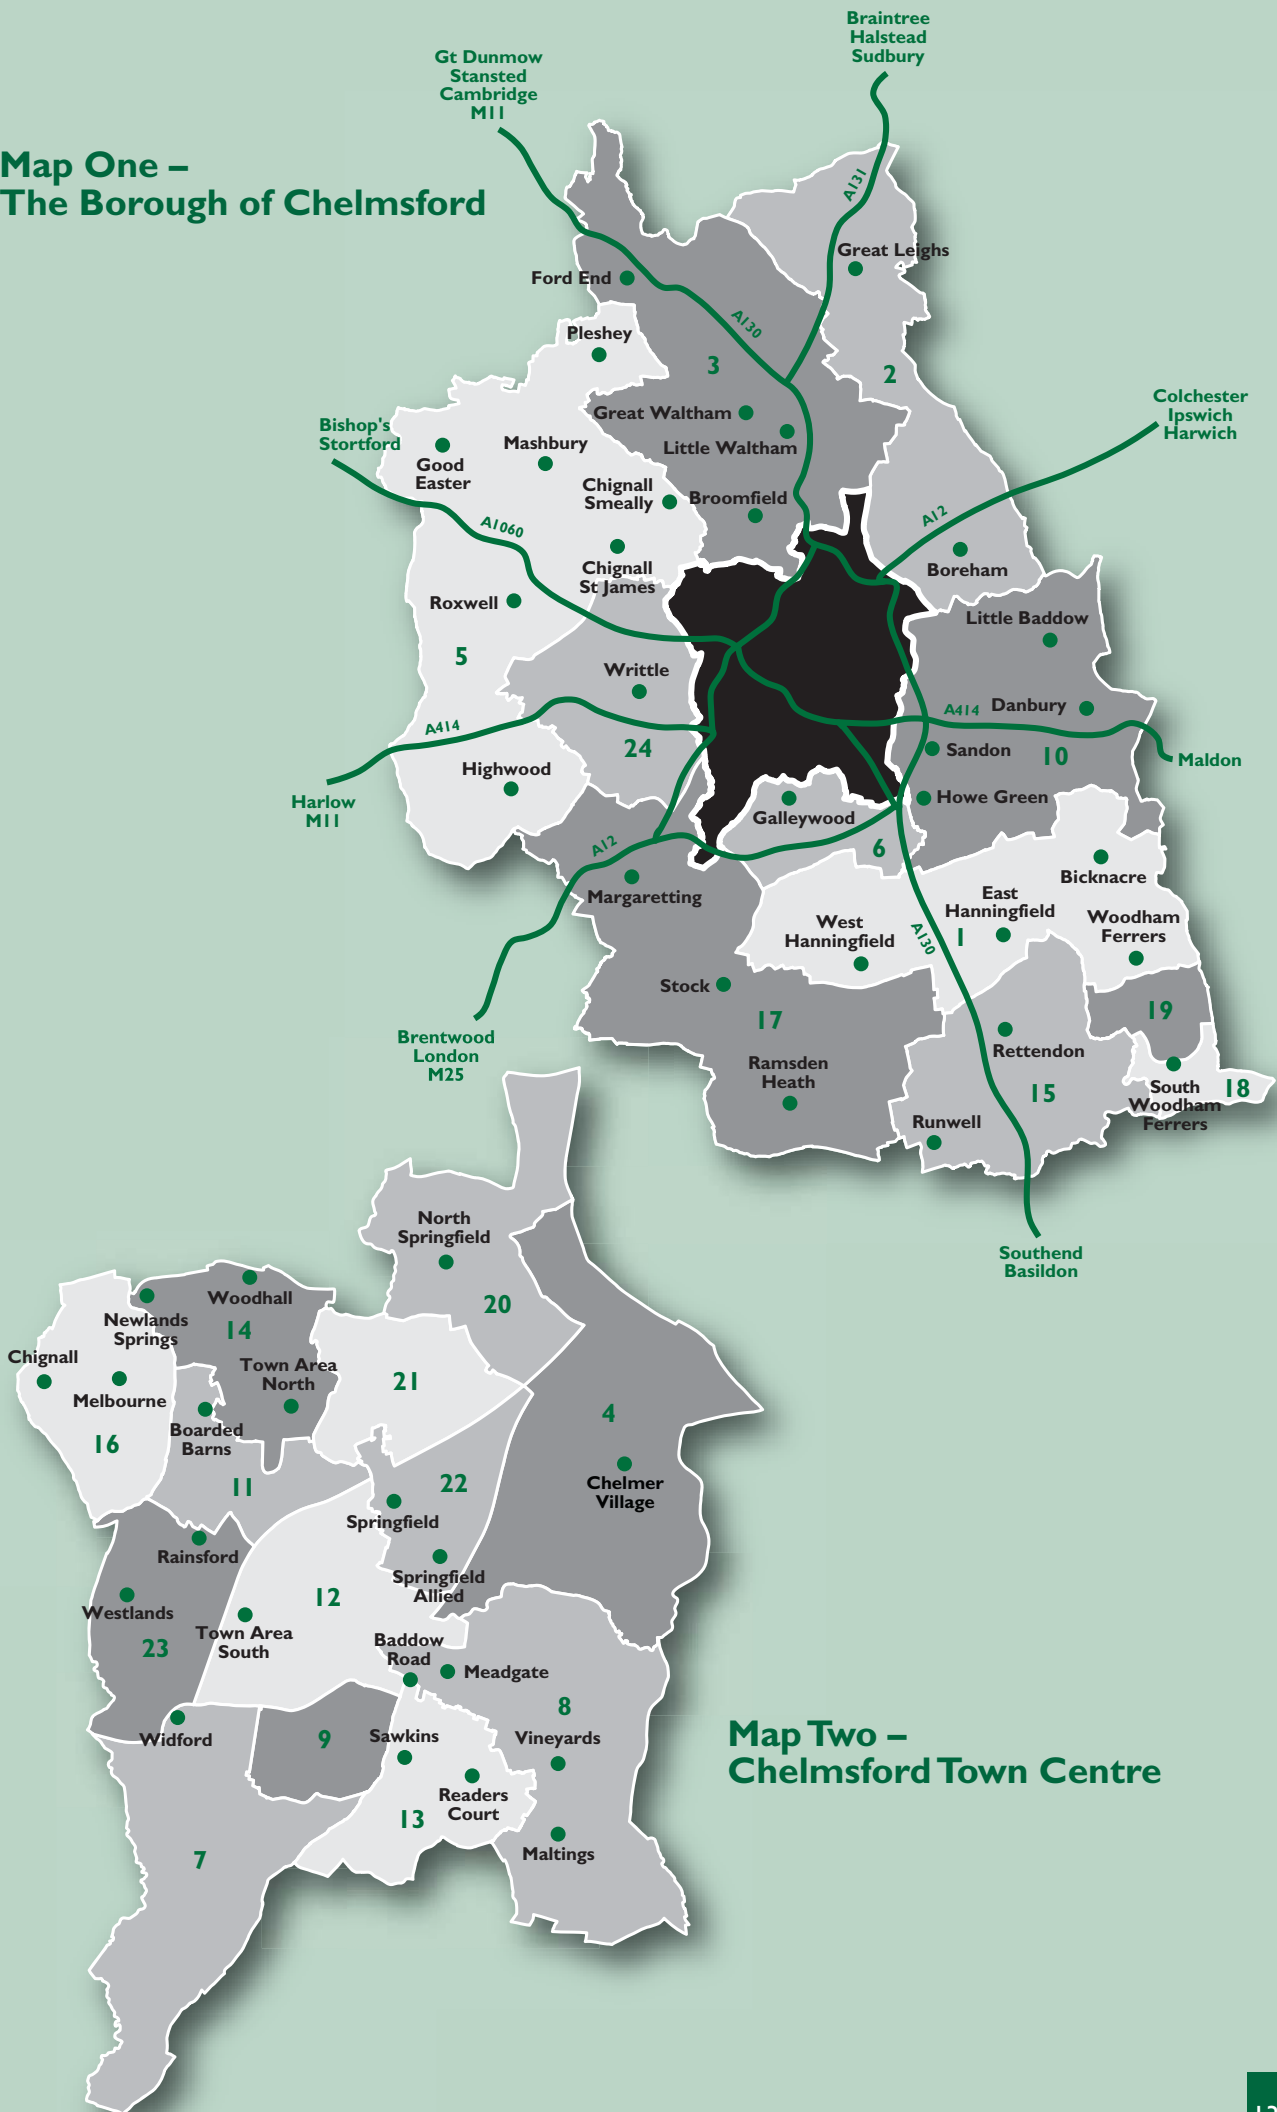 Braintree
Halstead
Sudbury
Gt Dunmow
Stansted
Cambridge
M11
Map One –
The Borough of Chelmsford
A131
Great Leighs
Ford End
A130
Pleshey
3
2
Colchester
Ipswich
Harwich
Great Waltham
Little Waltham
Bishop's
Stortford
Mashbury
Good
Easter
Chignall
Smeally
Broomfield
A1060
A12
Chignall
St James
Boreham
Roxwell
Little Baddow
5
Writtle
Danbury
A414
A414
24
Sandon
10
Maldon
Highwood
Harlow
M11
Howe Green
Galleywood
A12
6
Bicknacre
Margaretting
East
Hanningfield
West
Hanningfield
1
A130
Woodham
Ferrers
Stock
17
19
Brentwood
London
M25
Rettendon
Ramsden
Heath
15
South
Woodham
Ferrers
18
Runwell
Southend
Basildon
North
Springfield
20
Woodhall
Newlands
Springs
14
Chignall
Town Area
North
21
Melbourne
4
Boarded
Barns
16
11
22
Chelmer
Village
Springfield
Rainsford
Springfield
Allied
12
Westlands
Town Area
South
23
Baddow
Road
Meadgate
8
Widford
9
Sawkins
Vineyards
Map Two –
Chelmsford Town Centre
Readers
Court
13
Maltings
7